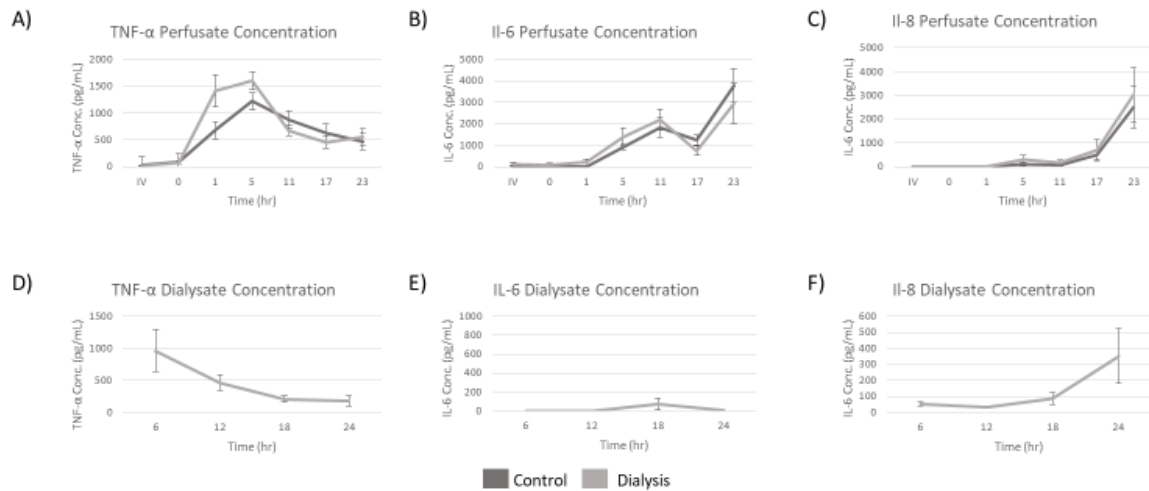 A)
TNF-α Perfusate Concentration
TNF-α Conc. (pg/mL)
2000
1500
1000
500
0
IV 0 1 5 11 17 23
Time (hr)
B)
Il-6 Perfusate Concentration
IL-6 Conc. (pg/mL)
5000
4000
3000
2000
1000
0
IV 0 1 5 11 17 23
Time (hr)
C)
Il-8 Perfusate Concentration
IL-6 Conc. (pg/mL)
5000
4000
3000
2000
1000
0
IV 0 1 5 11 17 23
Time (hr)
D)
TNF-α Dialysate Concentration
TNF-α Conc. (pg/mL)
1500
1000
500
0
6 12 18 24
Time (hr)
E)
IL-6 Dialysate Concentration
IL-6 Conc. (pg/mL)
1000
800
600
400
200
0
6 12 18 24
Time (hr)
F)
Il-8 Dialysate Concentration
IL-6 Conc. (pg/mL)
600
500
400
300
200
100
0
6 12 18 24
Time (hr)
Control Dialysis